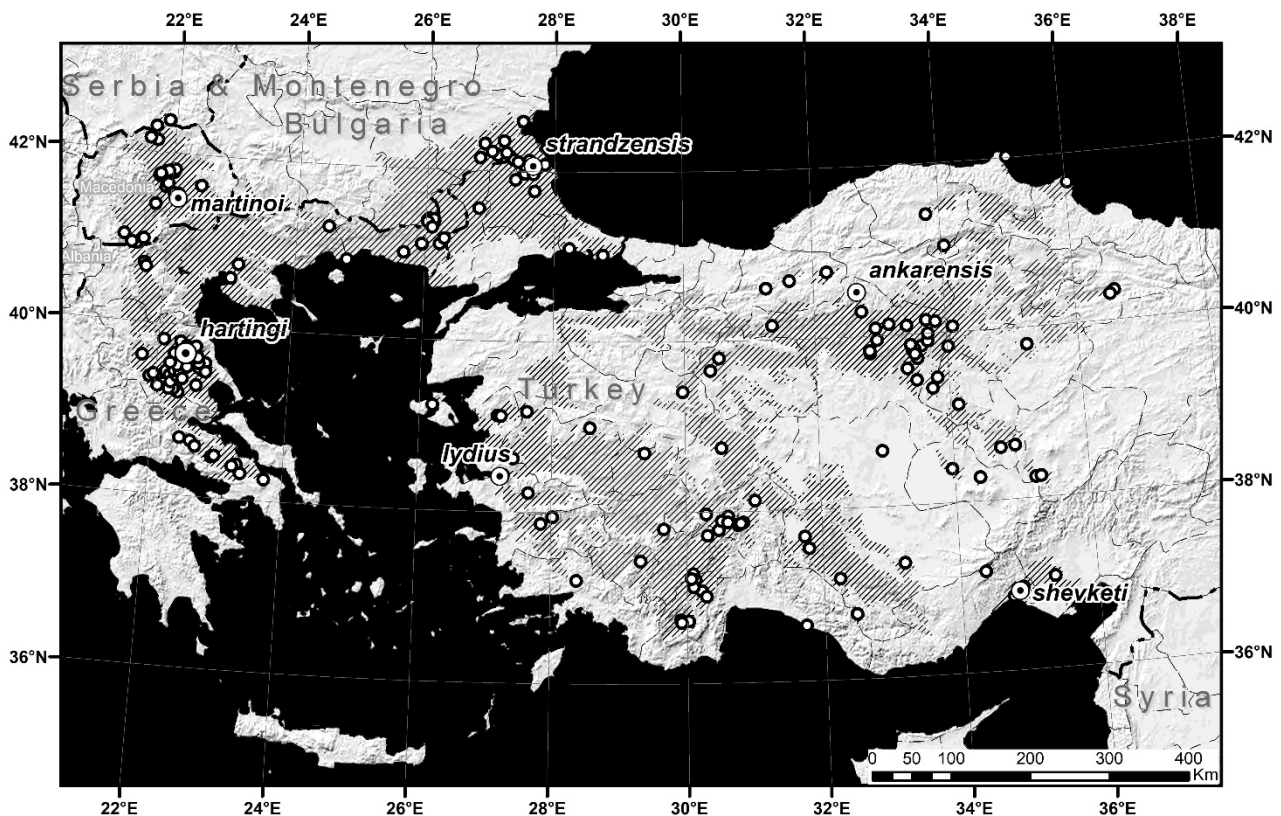 22°E 24°E 26°E 28°E 30°E 32°E 34°E 36°E 38°E
Serbia & Montenegro
Bulgaria
42°N 42°N
strandzensis
Macedonia
martinoi
Albania
ankarensis
40°N 40°N
hartingi
Turkey
Greece
lydius
38°N 38°N
shevketi
36°N 36°N
Syria
0 50 100 200 300 400
Km
22°E 24°E 26°E 28°E 30°E 32°E 34°E 36°E